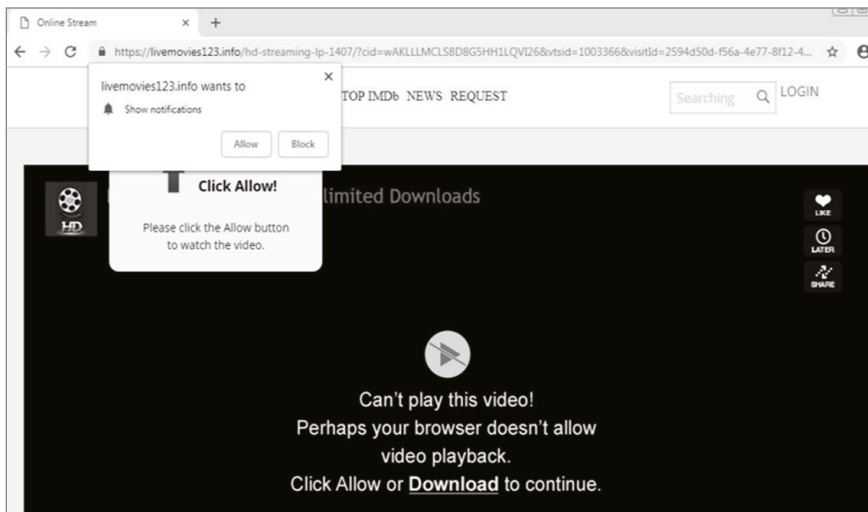 Online Stream
https://livemovies123.info/hd-streaming-lp-1407/?cid=wAKLLLMCLSBD8G5HH1LQVI26&vtsid=1003366&visitId=2594d50d-f56a-4e77-8f12-4...
livemovies123.info wants to
Show notifications
Allow
Block
TOP IMDb NEWS REQUEST
Searching
LOGIN
Click Allow!
Please click the Allow button
to watch the video.
limited Downloads
HD
LIKE
LATER
SHARE
Can't play this video!
Perhaps your browser doesn't allow
video playback.
Click Allow or Download to continue.